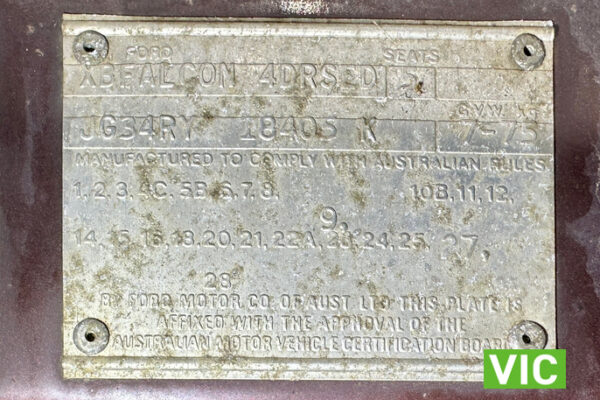 FORD SEATS
XB FALCON 4DRSED 5
G.V.W KG
JG34RY 18405 K 7-75
MANUFACTURED TO COMPLY WITH AUSTRALIAN RULES
1, 2, 3, 4C, 5B, 6, 7, 8, 10B, 11, 12,
9,
14, 15, 16, 18, 20, 21, 22A, 23, 24, 25, 27,
28
BY FORD MOTOR CO. OF AUST LTD THIS PLATE IS
AFFIXED WITH THE APPROVAL OF THE
AUSTRALIAN MOTOR VEHICLE CERTIFICATION BOARD
VIC